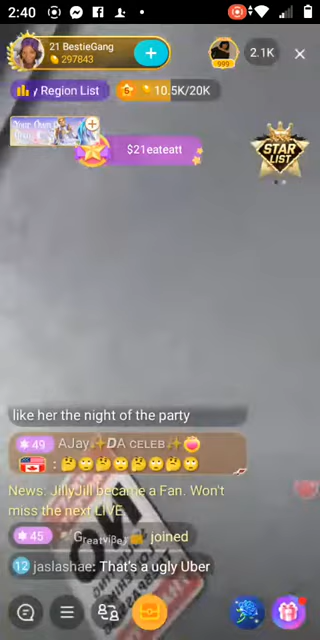 2:40
21 BestieGang
297843
999
2.1K
y Region List
10.5K/20K
$21eateatt
STAR
LIST
like her the night of the party
49 AJay✨DA CELEB✨
: 🤔🙄🤔🙄🤔🙄🤔🙄
News: JillyJill became a Fan. Won't
miss the next LIVE
45 Greatvibez joined
12 jaslashae: That's a ugly Uber